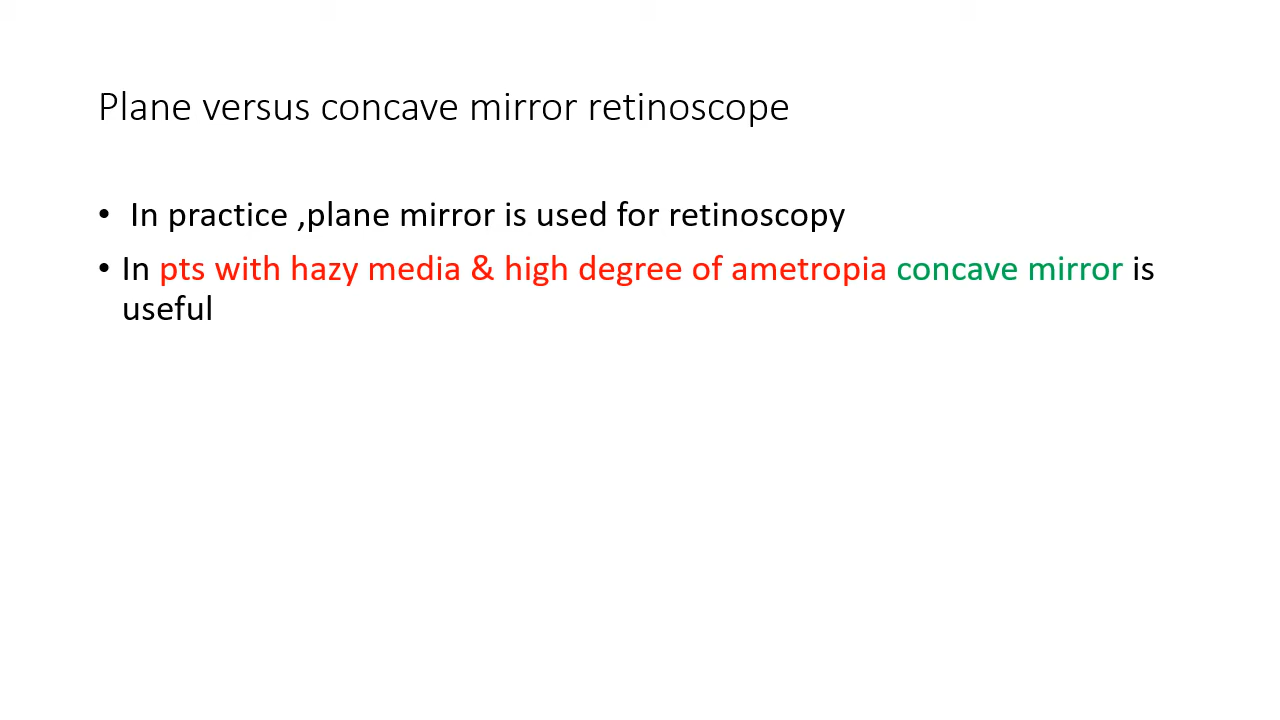 Plane versus concave mirror retinoscope
• In practice ,plane mirror is used for retinoscopy
• In pts with hazy media & high degree of ametropia concave mirror is
useful